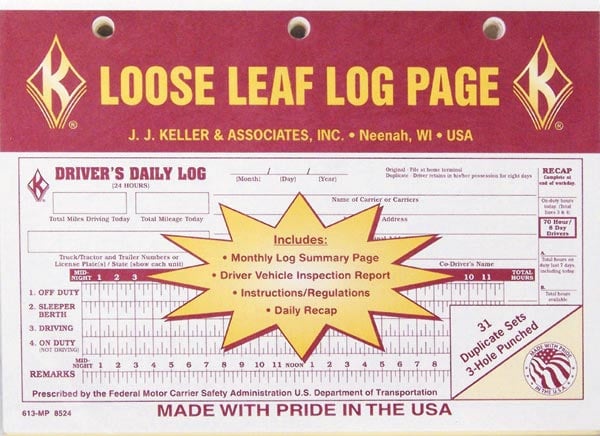 K LOOSE LEAF LOG PAGE K
®
®
J. J. KELLER & ASSOCIATES, INC. • Neenah, WI • USA
K DRIVER'S DAILY LOG
(24 HOURS)
(Month) / (Day) / (Year)
Original - File at home terminal
Duplicate - Driver retains in his/her possession for eight days
RECAP
Complete at
end of workday.
Total Miles Driving Today
Total Mileage Today
Name of Carrier or Carriers
Address
On-duty hours
today (Total
lines 3 & 4)
70 Hour/
8 Day
Drivers
A.
Total hours on
duty last 7 days,
including today
B.
Total hours
available
Truck/Tractor and Trailer Numbers or
License Plate(s) / State (show each unit)
Co-Driver's Name
Includes:
• Monthly Log Summary Page
• Driver Vehicle Inspection Report
• Instructions/Regulations
• Daily Recap
MID-
NIGHT 1 2 3
10 11 TOTAL
HOURS
1. OFF DUTY
2. SLEEPER
BERTH
3. DRIVING
4. ON DUTY
(NOT DRIVING)
MID-
NIGHT 1 2 3 4 5 6 7 8 9 10 11 NOON 1 2 3 4 5 6 7 8
REMARKS
31
Duplicate Sets
3-Hole Punched
MADE WITH PRIDE
IN THE U.S.A.
Prescribed by the Federal Motor Carrier Safety Administration U.S. Department of Transportation
613-MP 8524
MADE WITH PRIDE IN THE USA